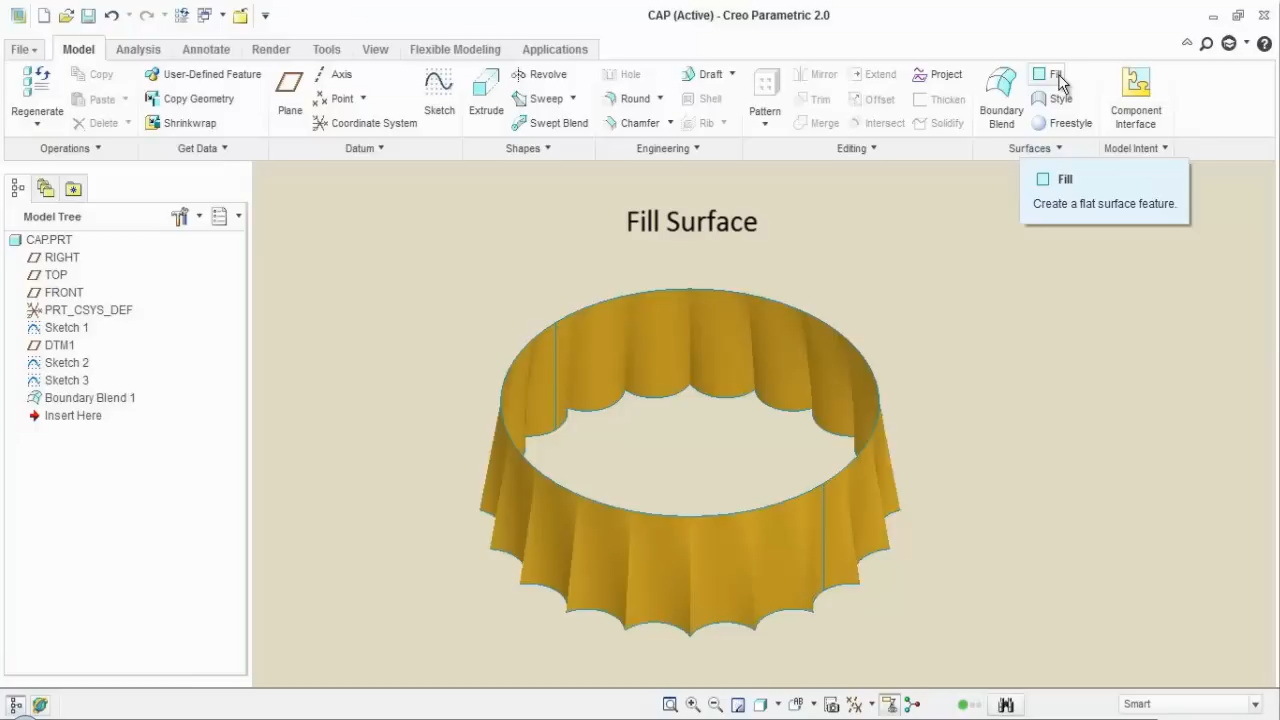 CAP (Active) - Creo Parametric 2.0
File Model Analysis Annotate Render Tools View Flexible Modeling Applications
Regenerate
Copy
Paste
Delete
Operations
User-Defined Feature
Copy Geometry
Shrinkwrap
Get Data
Plane
Axis
Point
Coordinate System
Sketch
Datum
Extrude
Revolve
Sweep
Swept Blend
Shapes
Hole
Round
Chamfer
Draft
Shell
Rib
Engineering
Pattern
Mirror
Trim
Merge
Extend
Offset
Intersect
Project
Thicken
Solidify
Editing
Boundary
Blend
Fill
Style
Freestyle
Surfaces
Component
Interface
Model Intent
Fill
Create a flat surface feature.
Model Tree
CAP.PRT
RIGHT
TOP
FRONT
PRT_CSYS_DEF
Sketch 1
DTM1
Sketch 2
Sketch 3
Boundary Blend 1
Insert Here
Fill Surface
Smart